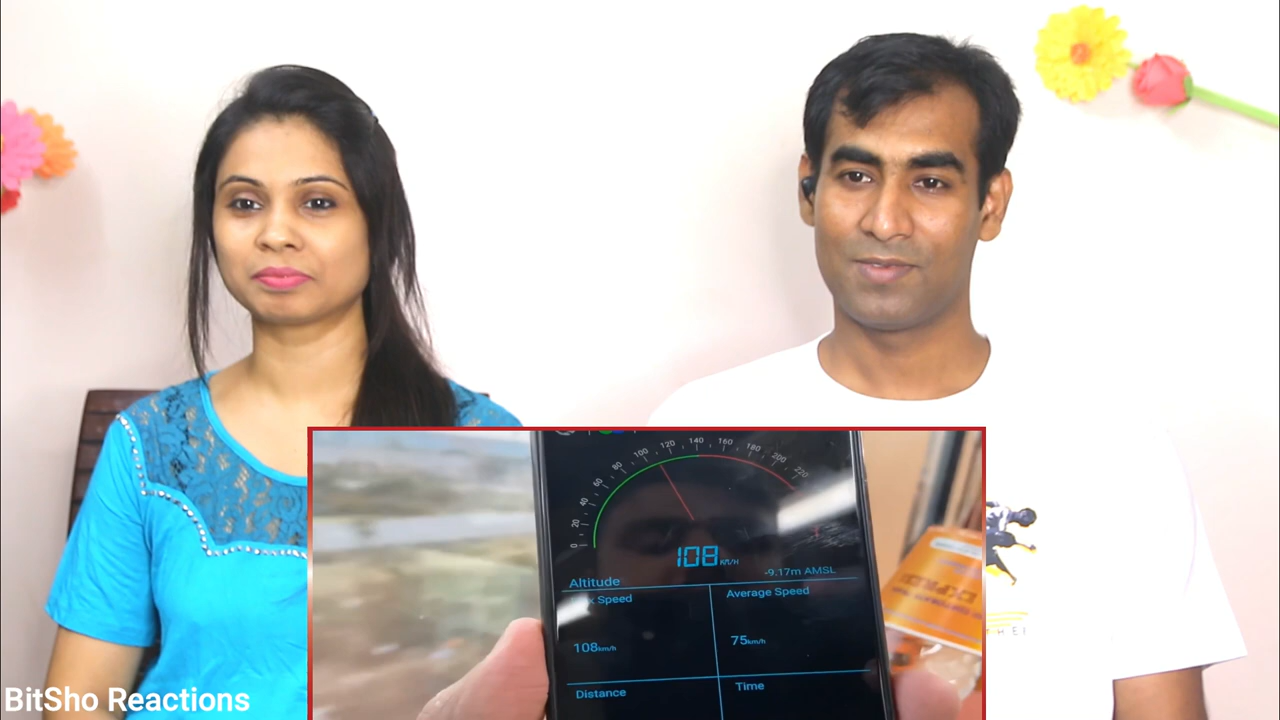 0 20 40 60 80 100 120 140 160 180 200 220
108 KM/H
-9.17m AMSL
Altitude
x Speed
Average Speed
108km/h
75km/h
Distance
Time
BitSho Reactions